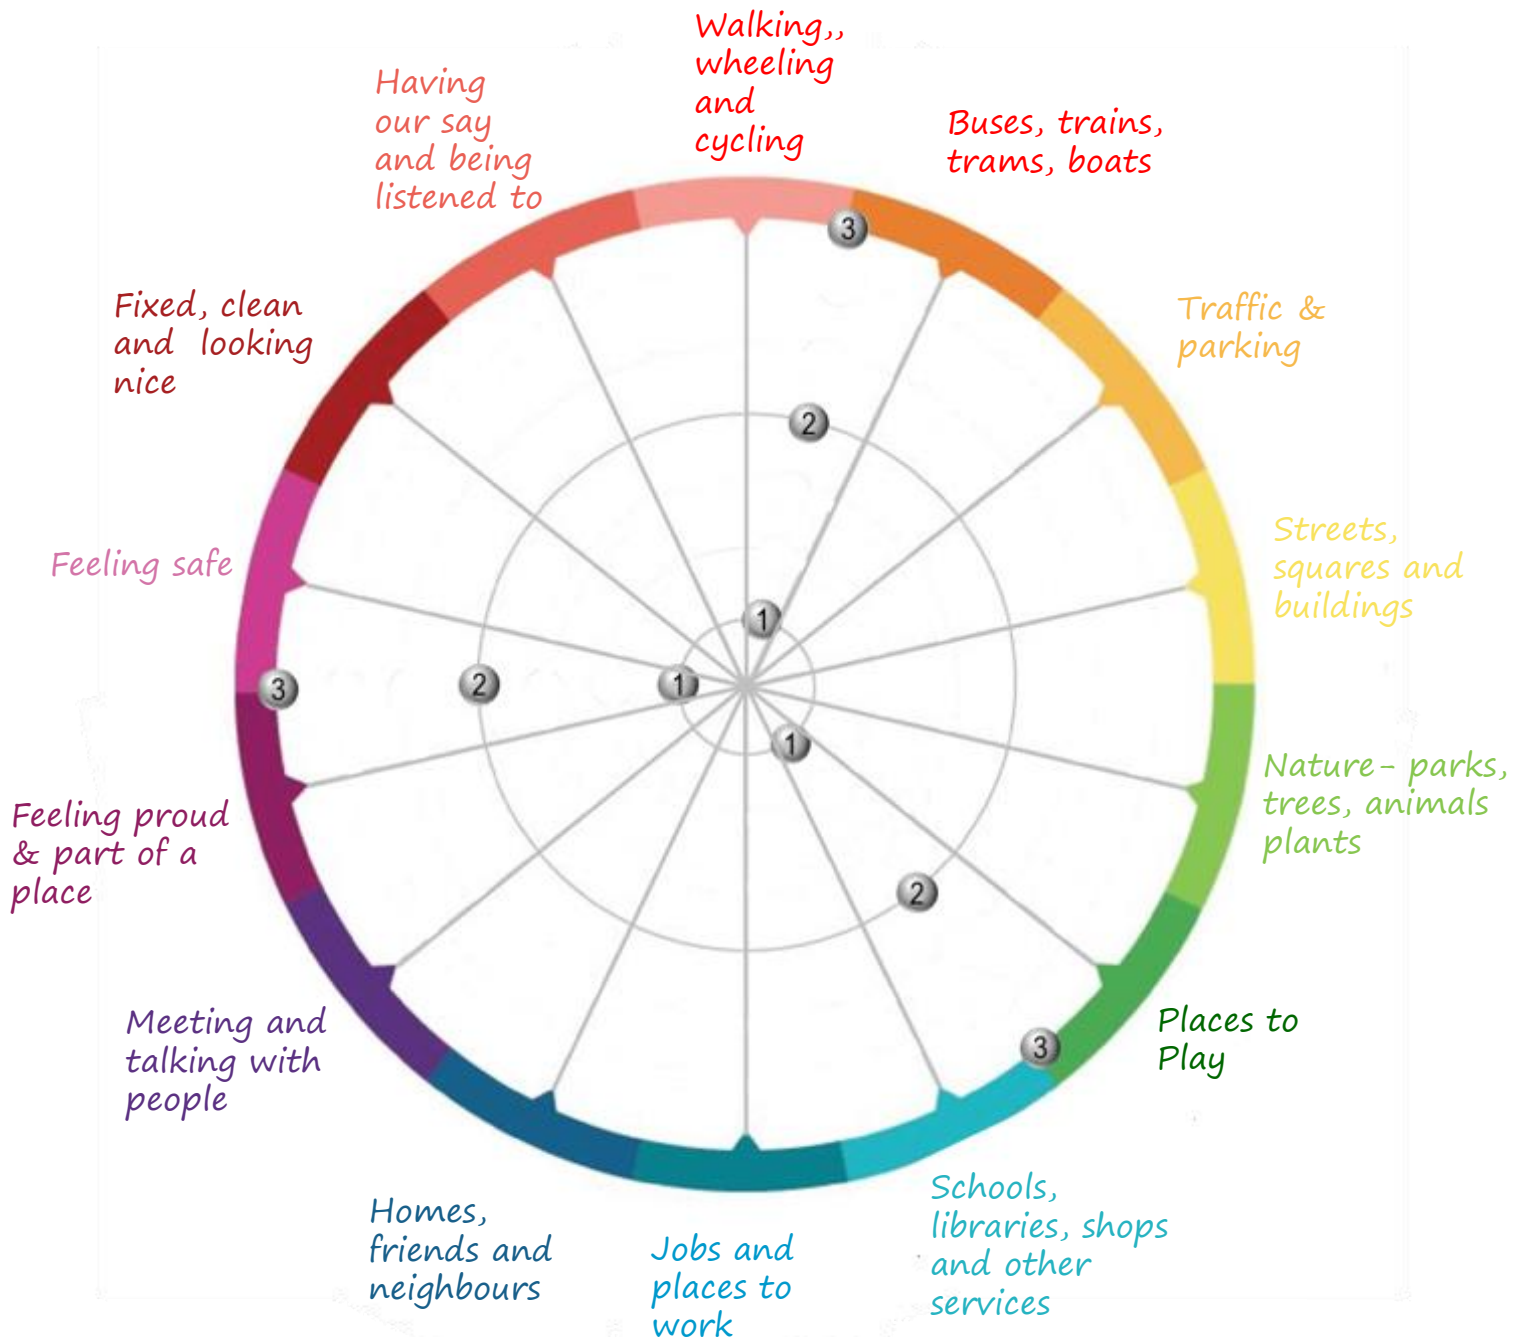 Walking,,
wheeling
and
cycling
Buses, trains,
trams, boats
Traffic &
parking
Streets,
squares and
buildings
Nature- parks,
trees, animals
plants
Places to
Play
Schools,
libraries, shops
and other
services
Jobs and
places to
work
Homes,
friends and
neighbours
Meeting and
talking with
people
Feeling proud
& part of a
place
Feeling safe
Fixed, clean
and looking
nice
Having
our say
and being
listened to
3
2
1
3
2
1
1
2
3